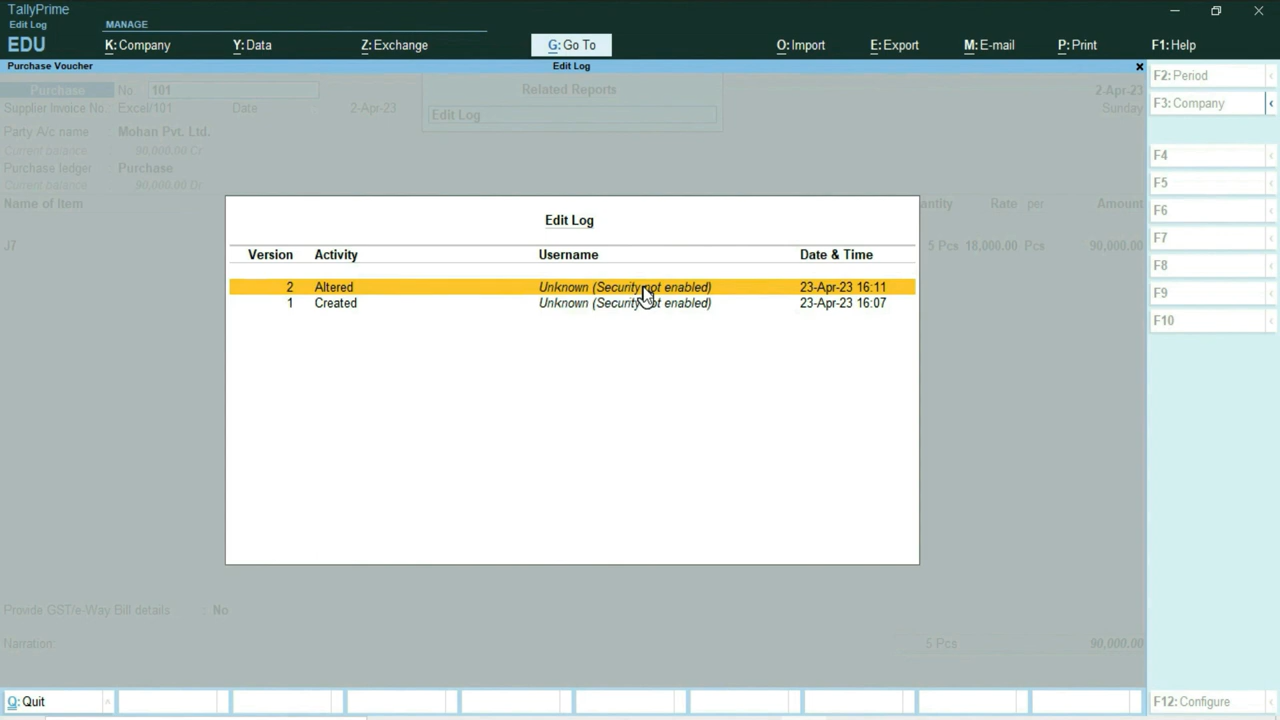 TallyPrime
Edit Log
MANAGE
EDU
K: Company
Y: Data
Z: Exchange
G: Go To
O: Import
E: Export
M: E-mail
P: Print
F1: Help
Purchase Voucher
Edit Log
×
Purchase No. 101
Related Reports
2-Apr-23
Supplier Invoice No. Excel/101 Date 2-Apr-23
Edit Log
Sunday
Party A/c name : Mohan Pvt. Ltd.
Current balance : 90,000.00 Cr
Purchase ledger : Purchase
Current balance : 90,000.00 Dr
Name of Item
Rate per
Amount
J7
5 Pcs 18,000.00 Pcs 90,000.00
Edit Log
Version Activity Username Date & Time
2 Altered Unknown (Security not enabled) 23-Apr-23 16:11
1 Created Unknown (Security not enabled) 23-Apr-23 16:07
Provide GST/e-Way Bill details : No
Narration:
5 Pcs 90,000.00
Q: Quit
F2: Period
F3: Company
F4
F5
F6
F7
F8
F9
F10
F12: Configure